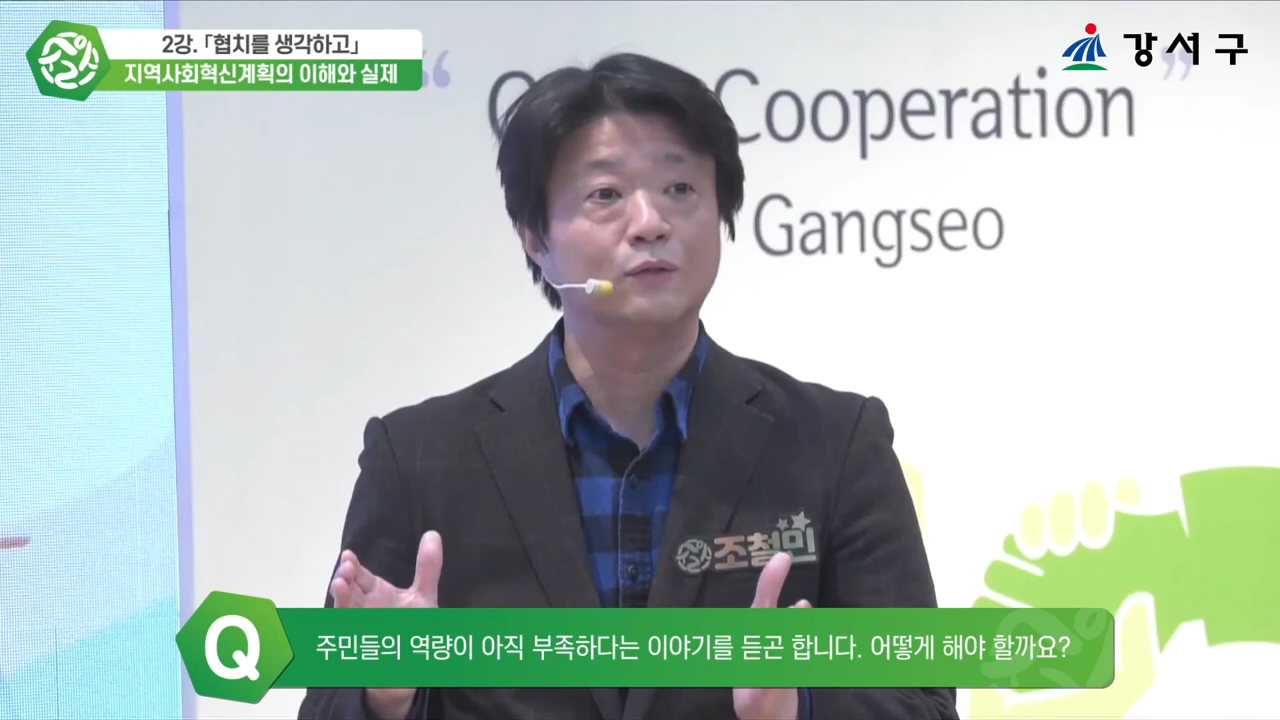 2강. 「협치를 생각하고」
지역사회혁신계획의 이해와 실제
강서구
“ Cooperation ”
Gangseo
조철민
Q 주민들의 역량이 아직 부족하다는 이야기를 듣곤 합니다. 어떻게 해야 할까요?